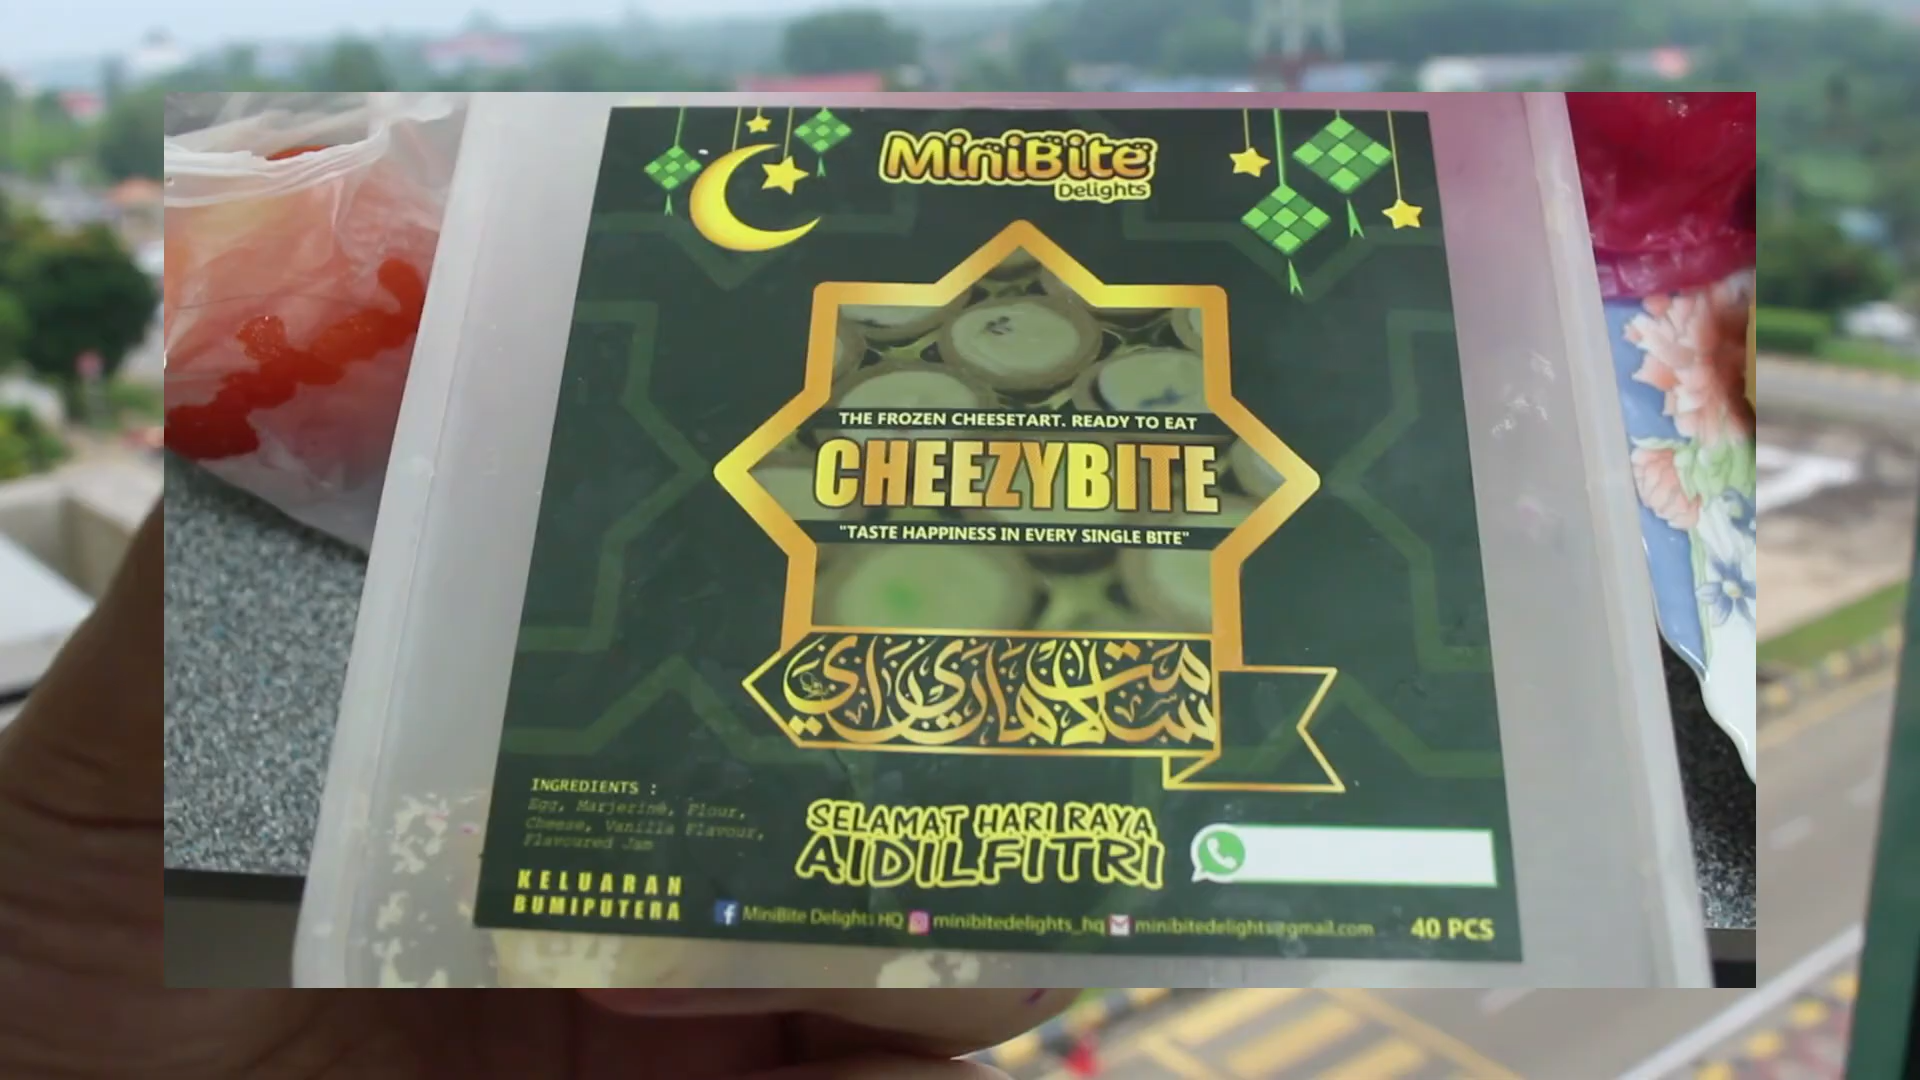 MiniBite
Delights
THE FROZEN CHEESETART. READY TO EAT
CHEEZYBITE
"TASTE HAPPINESS IN EVERY SINGLE BITE"
سلامت هاري راي
INGREDIENTS :
Egg, Marjerine, Flour,
Cheese, Vanilla Flavour,
Flavoured Jam
KELUARAN
BUMIPUTERA
SELAMAT HARI RAYA
AIDILFITRI
MiniBite Delights HQ minibitedelights_hq minibitedelights@gmail.com 40 PCS